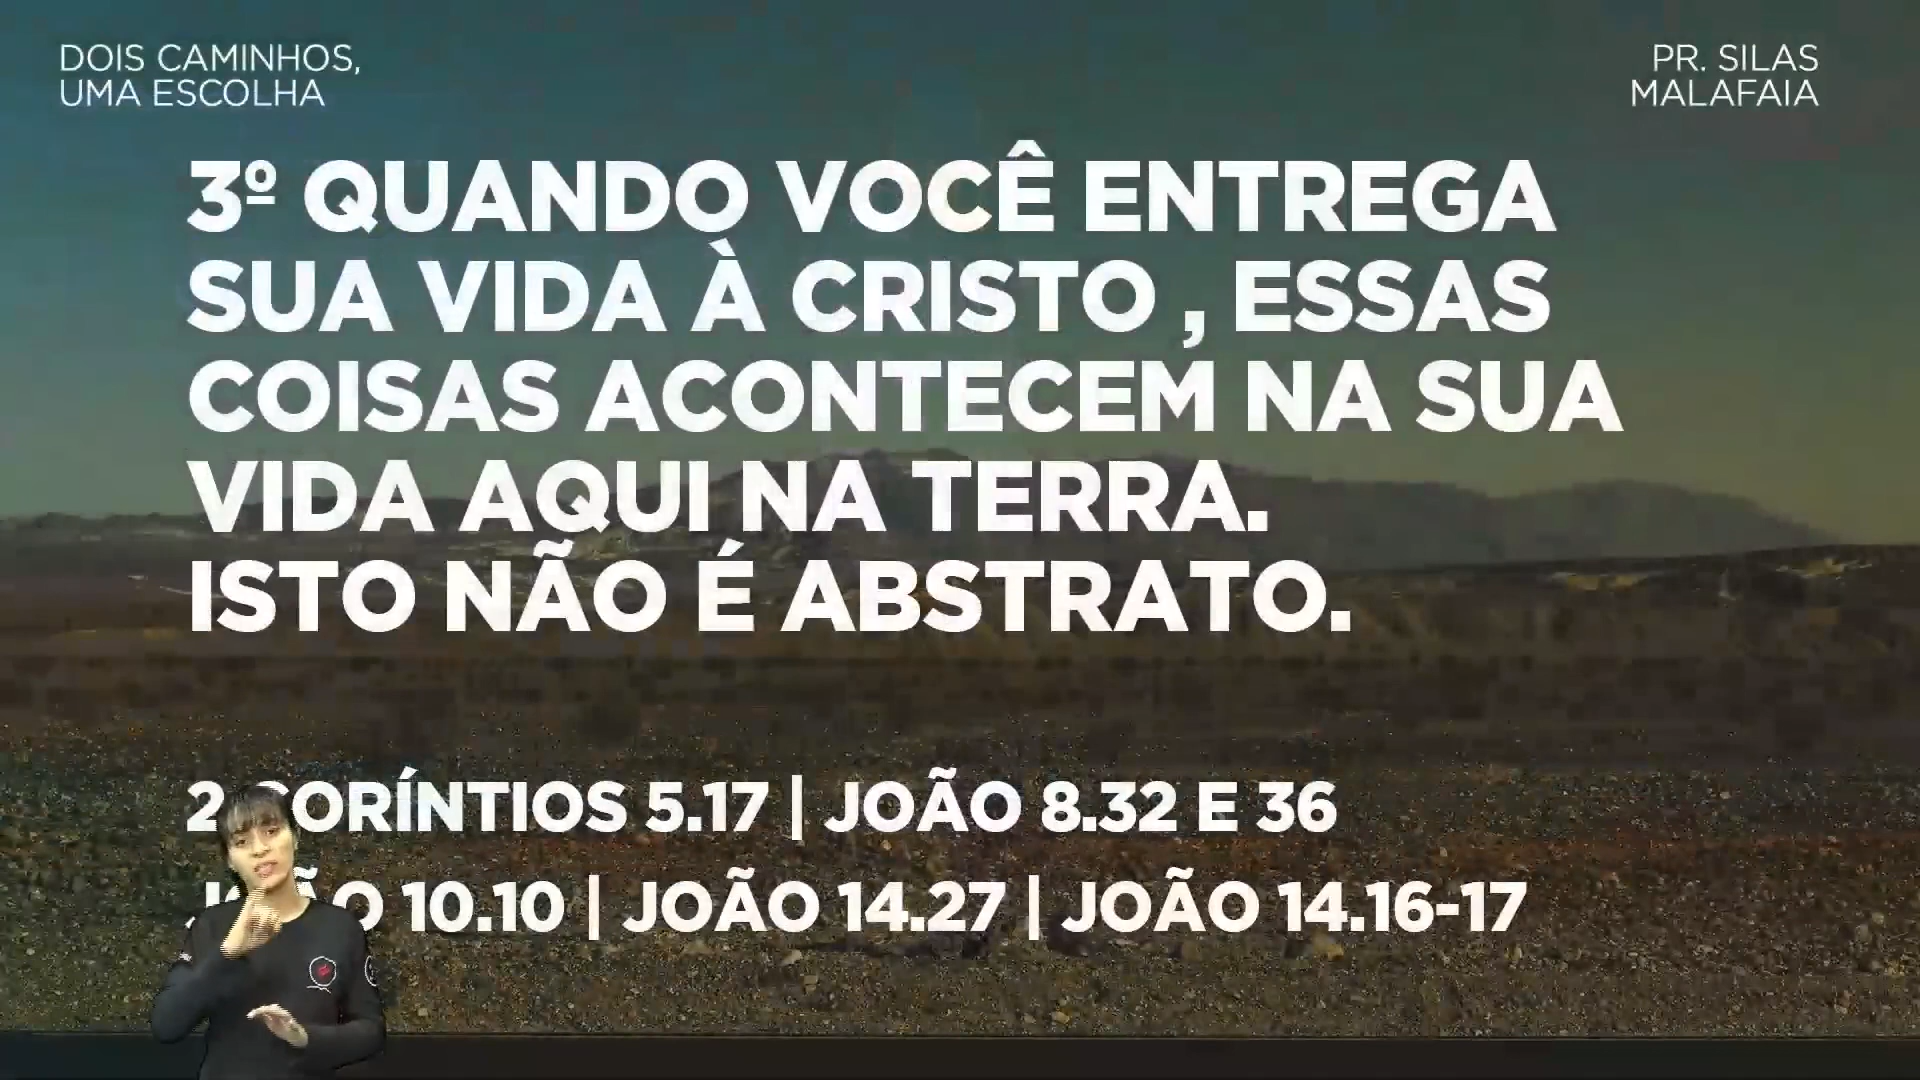 DOIS CAMINHOS,
UMA ESCOLHA
PR. SILAS
MALAFAIA
3º QUANDO VOCÊ ENTREGA
SUA VIDA À CRISTO , ESSAS
COISAS ACONTECEM NA SUA
VIDA AQUI NA TERRA.
ISTO NÃO É ABSTRATO.
2 CORÍNTIOS 5.17 | JOÃO 8.32 E 36
JOÃO 10.10 | JOÃO 14.27 | JOÃO 14.16-17